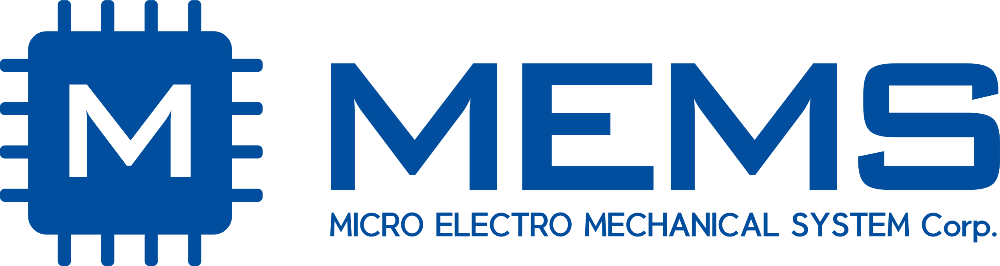 M
MEMS
MICRO ELECTRO MECHANICAL SYSTEM Corp.